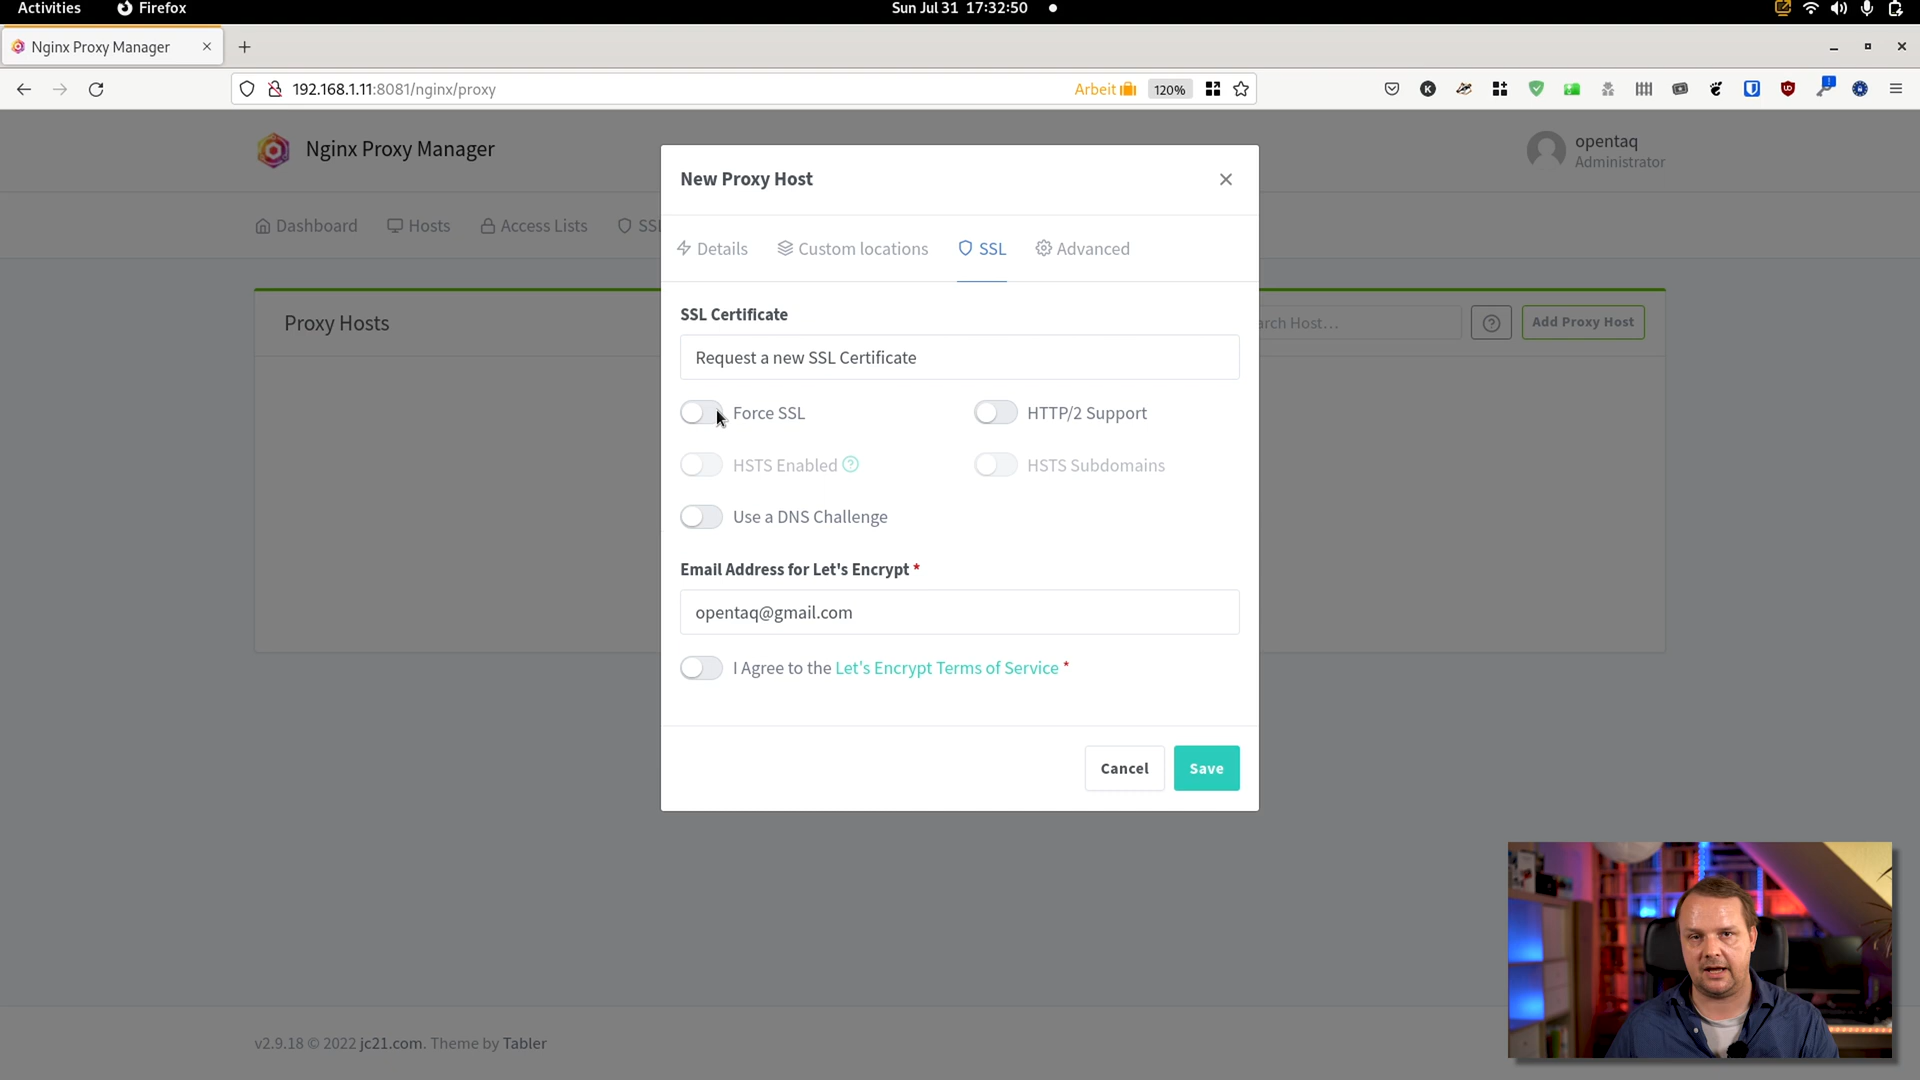 Activities Firefox Sun Jul 31 17:32:50
Nginx Proxy Manager
192.168.1.11:8081/nginx/proxy Arbeit 120%
Nginx Proxy Manager
opentaq
Administrator
Dashboard Hosts Access Lists SSL
New Proxy Host
Details Custom locations SSL Advanced
Proxy Hosts
arch Host... Add Proxy Host
SSL Certificate
Request a new SSL Certificate
Force SSL HTTP/2 Support
HSTS Enabled HSTS Subdomains
Use a DNS Challenge
Email Address for Let's Encrypt *
opentaq@gmail.com
I Agree to the Let's Encrypt Terms of Service *
Cancel Save
v2.9.18 © 2022 jc21.com. Theme by Tabler